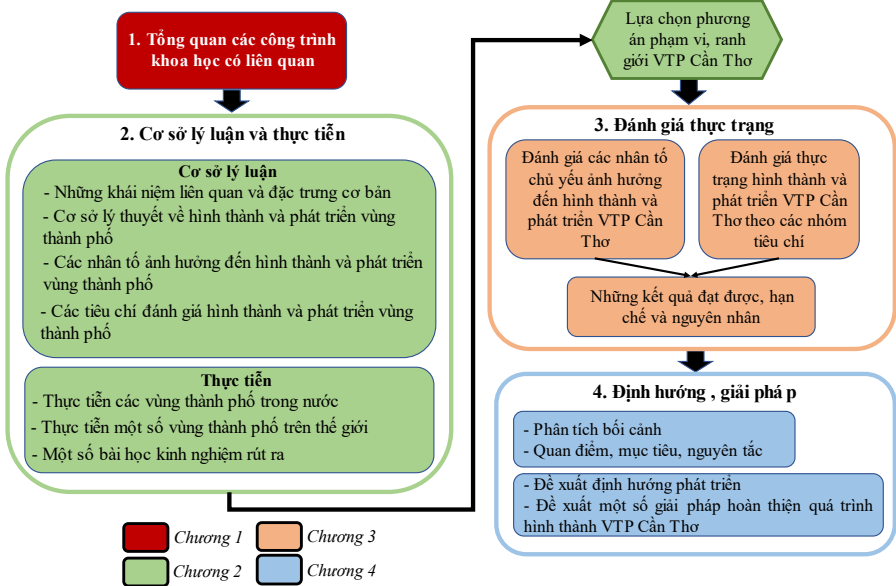 1. Tổng quan các công trình
khoa học có liên quan
2. Cơ sở lý luận và thực tiễn
Cơ sở lý luận
- Những khái niệm liên quan và đặc trưng cơ bản
- Cơ sở lý thuyết về hình thành và phát triển vùng
thành phố
- Các nhân tố ảnh hưởng đến hình thành và phát triển
vùng thành phố
- Các tiêu chí đánh giá hình thành và phát triển vùng
thành phố
Thực tiễn
- Thực tiễn các vùng thành phố trong nước
- Thực tiễn một số vùng thành phố trên thế giới
- Một số bài học kinh nghiệm rút ra
Lựa chọn phương
án phạm vi, ranh
giới VTP Cần Thơ
3. Đánh giá thực trạng
Đánh giá các nhân tố
chủ yếu ảnh hưởng
đến hình thành và
phát triển VTP Cần
Thơ
Đánh giá thực
trạng hình thành và
phát triển VTP Cần
Thơ theo các nhóm
tiêu chí
Những kết quả đạt được, hạn
chế và nguyên nhân
4. Định hướng , giải phá p
- Phân tích bối cảnh
- Quan điểm, mục tiêu, nguyên tắc
- Đề xuất định hướng phát triển
- Đề xuất một số giải pháp hoàn thiện quá trình
hình thành VTP Cần Thơ
Chương 1
Chương 3
Chương 2
Chương 4